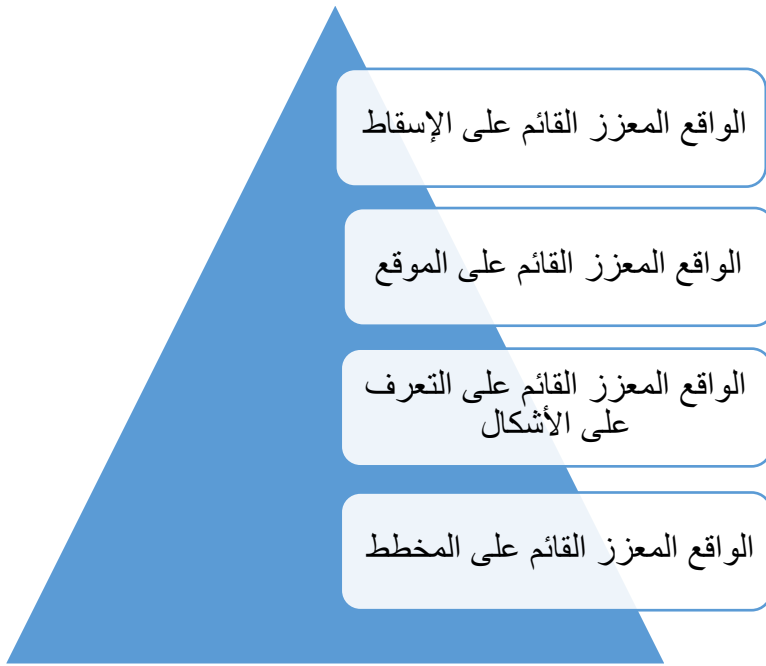 الواقع المعزز القائم على الإسقاط
الواقع المعزز القائم على الموقع
الواقع المعزز القائم على التعرف
على الأشكال
الواقع المعزز القائم على المخطط